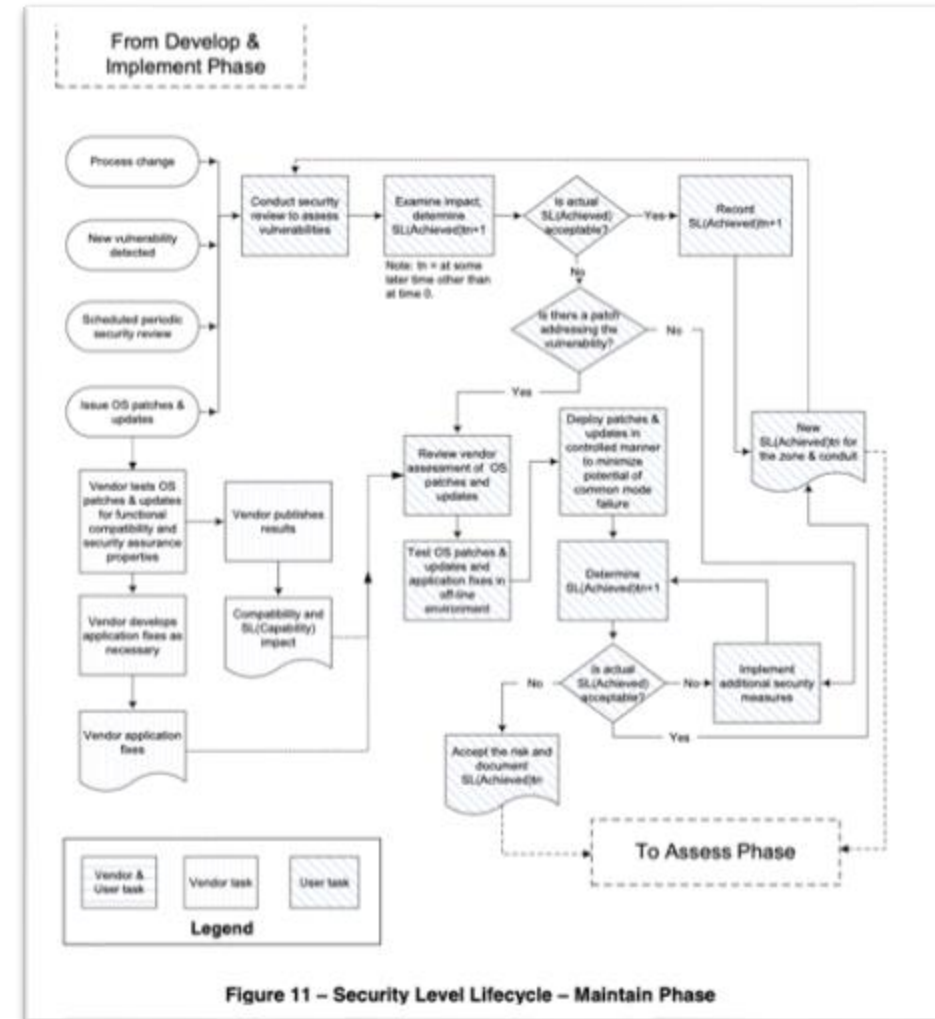 From Develop &
Implement Phase
Process change
New vulnerability
detected
Scheduled periodic
security review
Issue OS patches &
updates
Conduct security
review to assess
vulnerabilities
Examine impact,
determine
SL(Achieved)tn+1
Note: tn = at some
later time other than
at time 0.
Is actual
SL(Achieved)
acceptable?
Yes
Record
SL(Achieved)tn+1
No
Is there a patch
addressing the
vulnerability?
No
Yes
Review vendor
assessment of OS
patches and
updates
Test OS patches &
updates and
application fixes in
off-line
environment
Deploy patches &
updates in
controlled manner
to minimize
potential of
common mode
failure
Determine
SL(Achieved)tn+1
Is actual
SL(Achieved)
acceptable?
No
No
Yes
Implement
additional security
measures
New
SL(Achieved)tn for
the zone & conduit
Accept the risk and
document
SL(Achieved)tn
Vendor tests OS
patches & updates
for functional
compatibility and
security assurance
properties
Vendor publishes
results
Compatibility and
SL(Capability)
impact
Vendor develops
application fixes as
necessary
Vendor application
fixes
To Assess Phase
Vendor &
User task
Vendor task
User task
Legend
Figure 11 – Security Level Lifecycle – Maintain Phase